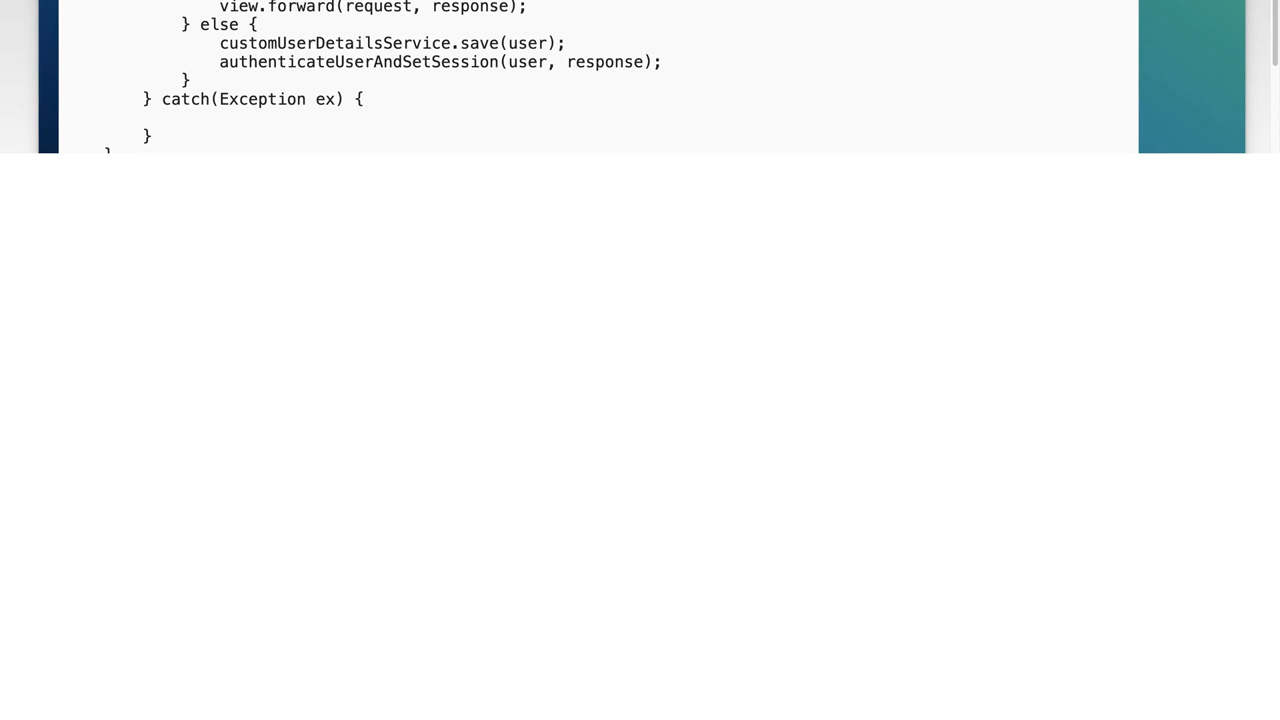 view.forward(request, response);
} else {
customUserDetailsService.save(user);
authenticateUserAndSetSession(user, response);
}
} catch(Exception ex) {
}
}